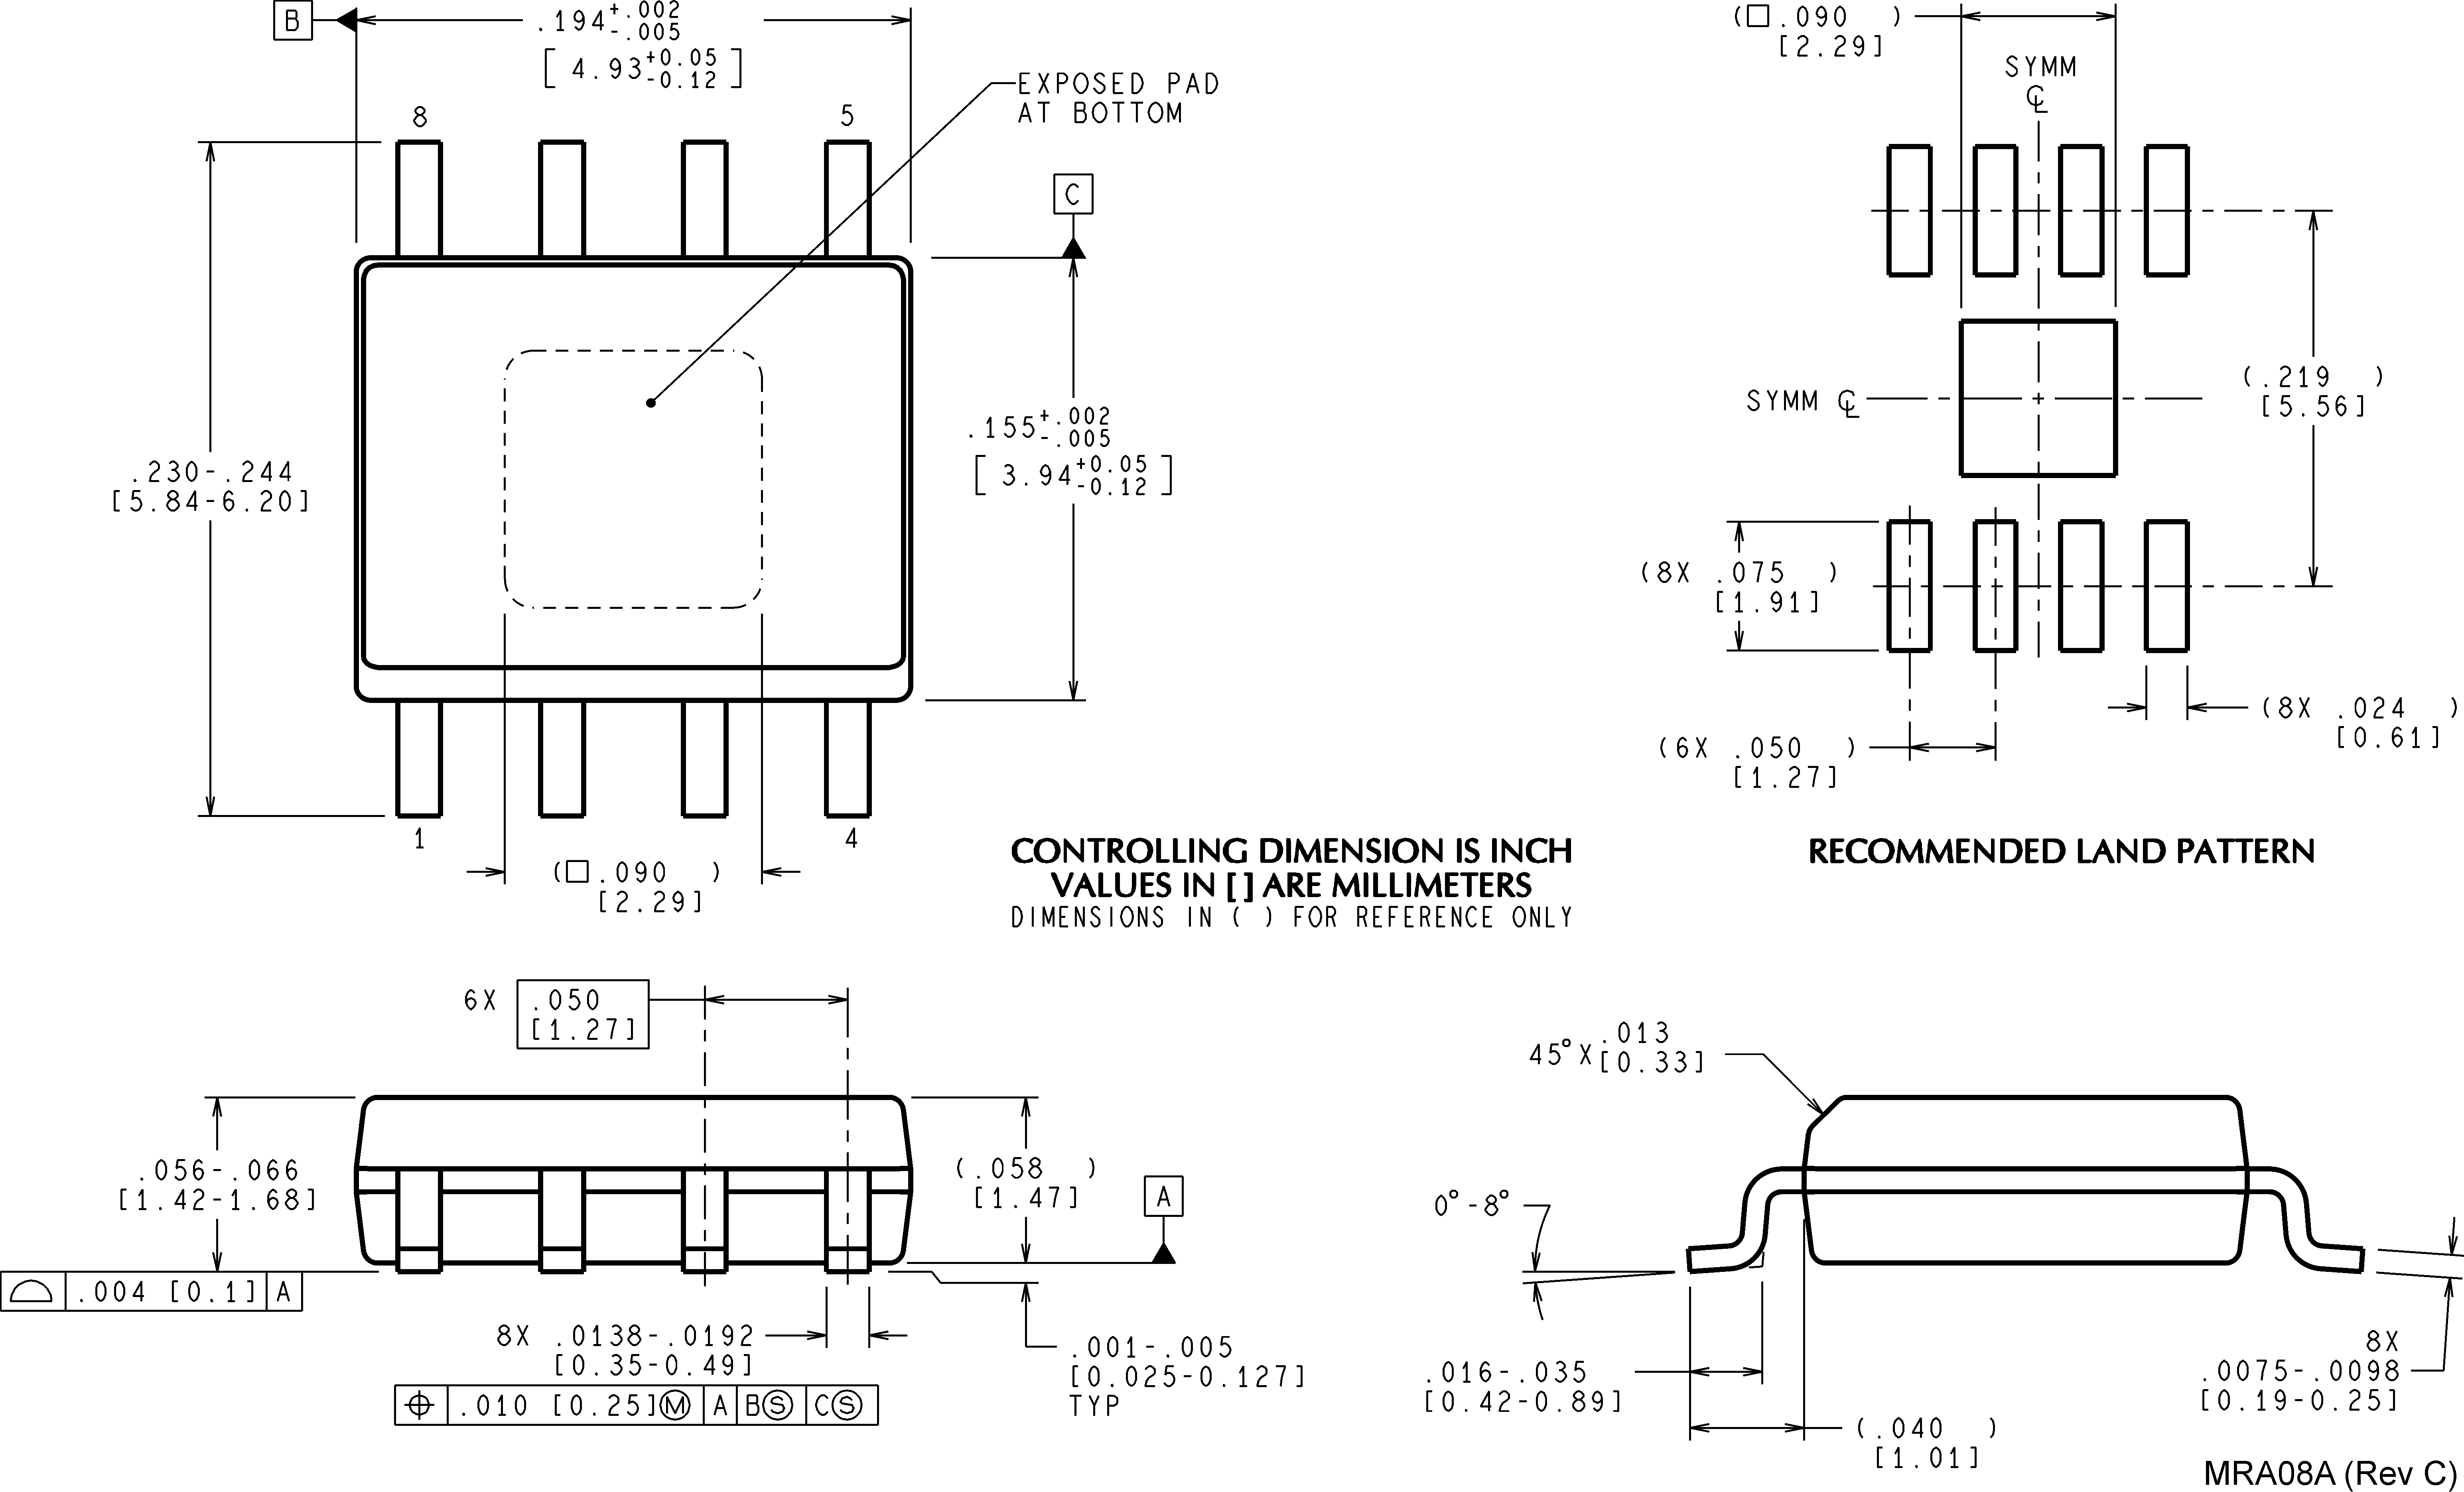 B
.194 +.002 -.005
[ 4.93 +0.05 -0.12 ]
EXPOSED PAD
AT BOTTOM
8
5
C
.230-.244
[5.84-6.20]
.155 +.002 -.005
[ 3.94 +0.05 -0.12 ]
1
4
(□ .090 )
[2.29]
(□ .090 )
[2.29]
SYMM
℄
SYMM ℄
(.219 )
[5.56]
(8X .075 )
[1.91]
(8X .024 )
[0.61]
(6X .050 )
[1.27]
CONTROLLING DIMENSION IS INCH
VALUES IN [ ] ARE MILLIMETERS
DIMENSIONS IN ( ) FOR REFERENCE ONLY
RECOMMENDED LAND PATTERN
6X .050
[1.27]
.056-.066
[1.42-1.68]
(.058 )
[1.47]
A
⌓ .004 [0.1] A
8X .0138-.0192
[0.35-0.49]
⌖ .010 [0.25]Ⓜ A BⓈ CⓈ
.001-.005
[0.025-0.127]
TYP
45° X .013
[0.33]
0°-8°
.016-.035
[0.42-0.89]
(.040 )
[1.01]
8X
.0075-.0098
[0.19-0.25]
MRA08A (Rev C)